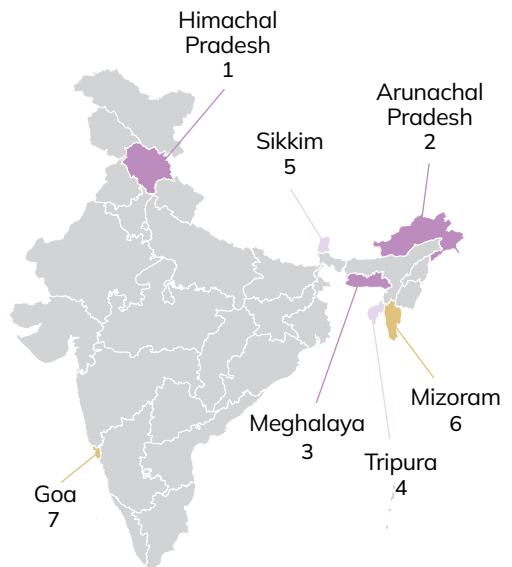 Himachal
Pradesh
1
Arunachal
Pradesh
2
Sikkim
5
Mizoram
6
Meghalaya
3
Tripura
4
Goa
7